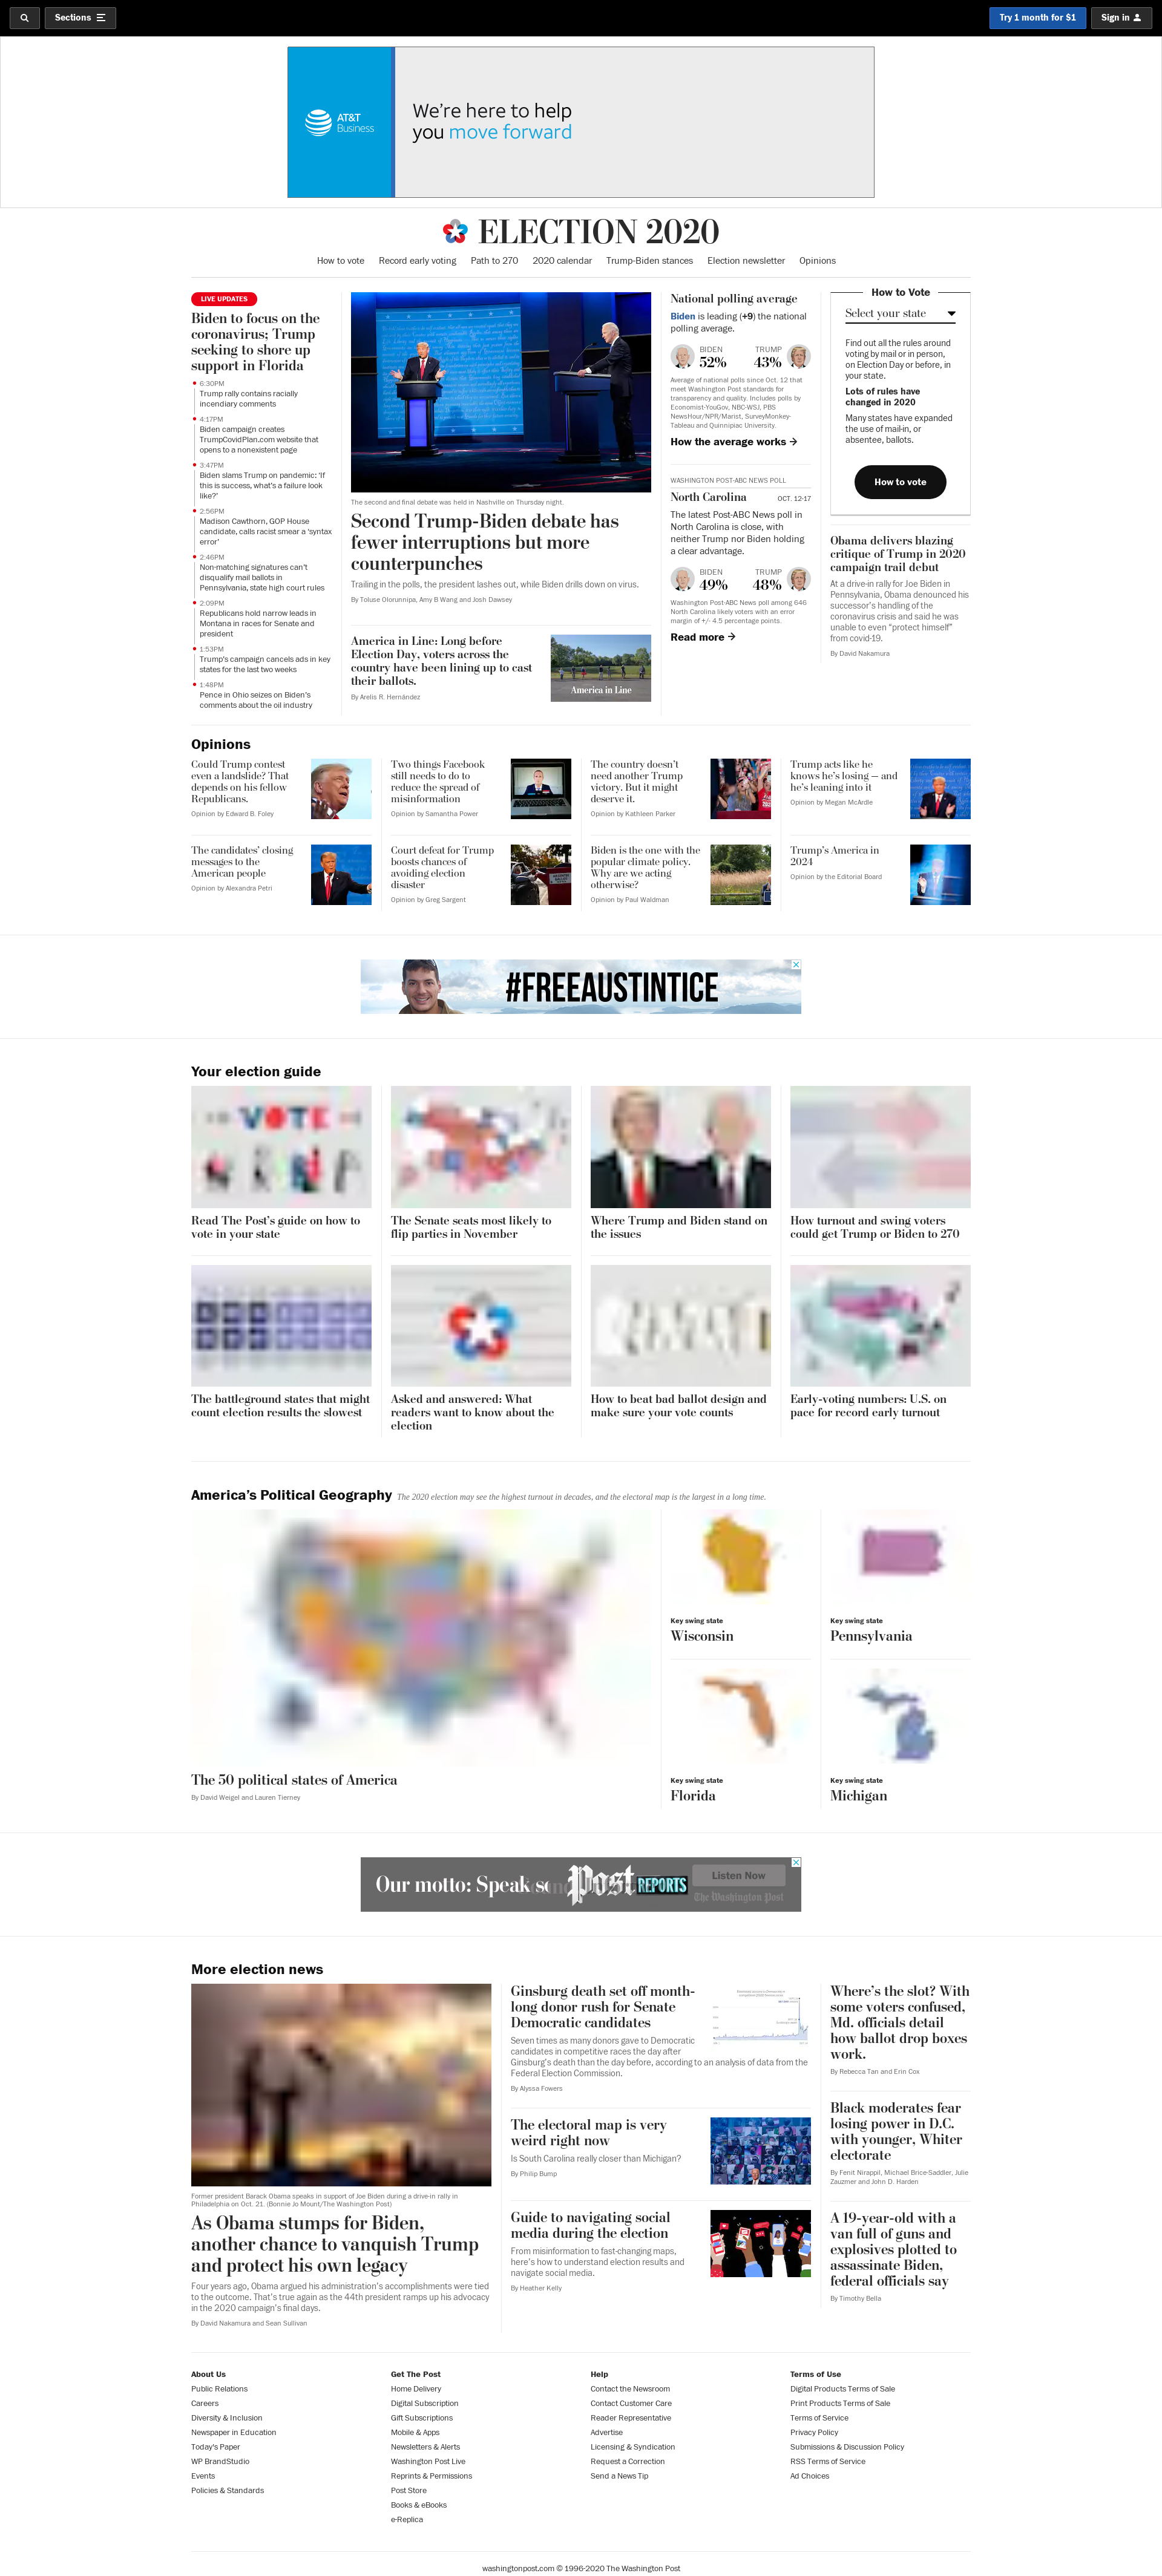 Sections
Try 1 month for $1
Sign in
AT&T
Business
We're here to help
you move forward
ELECTION 2020
How to vote
Record early voting
Path to 270
2020 calendar
Trump-Biden stances
Election newsletter
Opinions
LIVE UPDATES
Biden to focus on the
coronavirus; Trump
seeking to shore up
support in Florida
6:30PM
Trump rally contains racially
incendiary comments
4:17PM
Biden campaign creates
TrumpCovidPlan.com website that
opens to a nonexistent page
3:47PM
Biden slams Trump on pandemic: 'If
this is success, what's a failure look
like?'
2:56PM
Madison Cawthorn, GOP House
candidate, calls racist smear a 'syntax
error'
2:46PM
Non-matching signatures can't
disqualify mail ballots in
Pennsylvania, state high court rules
2:09PM
Republicans hold narrow leads in
Montana in races for Senate and
president
1:53PM
Trump's campaign cancels ads in key
states for the last two weeks
1:48PM
Pence in Ohio seizes on Biden's
comments about the oil industry
The second and final debate was held in Nashville on Thursday night.
Second Trump-Biden debate has
fewer interruptions but more
counterpunches
Trailing in the polls, the president lashes out, while Biden drills down on virus.
By Toluse Olorunnipa, Amy B Wang and Josh Dawsey
America in Line: Long before
Election Day, voters across the
country have been lining up to cast
their ballots.
By Arelis R. Hernández
America in Line
National polling average
Biden is leading (+9) the national
polling average.
BIDEN
52%
TRUMP
43%
Average of national polls since Oct. 12 that
meet Washington Post standards for
transparency and quality. Includes polls by
Economist-YouGov, NBC-WSJ, PBS
NewsHour/NPR/Marist, SurveyMonkey-
Tableau and Quinnipiac University.
How the average works
WASHINGTON POST-ABC NEWS POLL
North Carolina
OCT. 12-17
The latest Post-ABC News poll in
North Carolina is close, with
neither Trump nor Biden holding
a clear advantage.
BIDEN
49%
TRUMP
48%
Washington Post-ABC News poll among 646
North Carolina likely voters with an error
margin of +/- 4.5 percentage points.
Read more
How to Vote
Select your state
Find out all the rules around
voting by mail or in person,
on Election Day or before, in
your state.
Lots of rules have
changed in 2020
Many states have expanded
the use of mail-in, or
absentee, ballots.
How to vote
Obama delivers blazing
critique of Trump in 2020
campaign trail debut
At a drive-in rally for Joe Biden in
Pennsylvania, Obama denounced his
successor's handling of the
coronavirus crisis and said he was
unable to even "protect himself"
from covid-19.
By David Nakamura
Opinions
Could Trump contest
even a landslide? That
depends on his fellow
Republicans.
Opinion by Edward B. Foley
Two things Facebook
still needs to do to
reduce the spread of
misinformation
Opinion by Samantha Power
The country doesn't
need another Trump
victory. But it might
deserve it.
Opinion by Kathleen Parker
Trump acts like he
knows he's losing — and
he's leaning into it
Opinion by Megan McArdle
The candidates' closing
messages to the
American people
Opinion by Alexandra Petri
Court defeat for Trump
boosts chances of
avoiding election
disaster
Opinion by Greg Sargent
Biden is the one with the
popular climate policy.
Why are we acting
otherwise?
Opinion by Paul Waldman
Trump's America in
2024
Opinion by the Editorial Board
#FREEAUSTINTICE
Your election guide
VOTE
Read The Post's guide on how to
vote in your state
The Senate seats most likely to
flip parties in November
Where Trump and Biden stand on
the issues
How turnout and swing voters
could get Trump or Biden to 270
The battleground states that might
count election results the slowest
Asked and answered: What
readers want to know about the
election
How to beat bad ballot design and
make sure your vote counts
Early-voting numbers: U.S. on
pace for record early turnout
America's Political Geography
The 2020 election may see the highest turnout in decades, and the electoral map is the largest in a long time.
The 50 political states of America
By David Weigel and Lauren Tierney
Key swing state
Wisconsin
Key swing state
Pennsylvania
Key swing state
Florida
Key swing state
Michigan
Our motto: Speak so
Post REPORTS
Listen Now
The Washington Post
More election news
Former president Barack Obama speaks in support of Joe Biden during a drive-in rally in
Philadelphia on Oct. 21. (Bonnie Jo Mount/The Washington Post)
As Obama stumps for Biden,
another chance to vanquish Trump
and protect his own legacy
Four years ago, Obama argued his administration's accomplishments were tied
to the outcome. That's true again as the 44th president ramps up his advocacy
in the 2020 campaign's final days.
By David Nakamura and Sean Sullivan
Ginsburg death set off month-
long donor rush for Senate
Democratic candidates
Seven times as many donors gave to Democratic
candidates in competitive races the day after
Ginsburg's death than the day before, according to an analysis of data from the
Federal Election Commission.
By Alyssa Fowers
The electoral map is very
weird right now
Is South Carolina really closer than Michigan?
By Philip Bump
Guide to navigating social
media during the election
From misinformation to fast-changing maps,
here's how to understand election results and
navigate social media.
By Heather Kelly
Where's the slot? With
some voters confused,
Md. officials detail
how ballot drop boxes
work.
By Rebecca Tan and Erin Cox
Black moderates fear
losing power in D.C.
with younger, Whiter
electorate
By Fenit Nirappil, Michael Brice-Saddler, Julie
Zauzmer and John D. Harden
A 19-year-old with a
van full of guns and
explosives plotted to
assassinate Biden,
federal officials say
By Timothy Bella
About Us
Public Relations
Careers
Diversity & Inclusion
Newspaper in Education
Today's Paper
WP BrandStudio
Events
Policies & Standards
Get The Post
Home Delivery
Digital Subscription
Gift Subscriptions
Mobile & Apps
Newsletters & Alerts
Washington Post Live
Reprints & Permissions
Post Store
Books & eBooks
e-Replica
Help
Contact the Newsroom
Contact Customer Care
Reader Representative
Advertise
Licensing & Syndication
Request a Correction
Send a News Tip
Terms of Use
Digital Products Terms of Sale
Print Products Terms of Sale
Terms of Service
Privacy Policy
Submissions & Discussion Policy
RSS Terms of Service
Ad Choices
washingtonpost.com © 1996-2020 The Washington Post